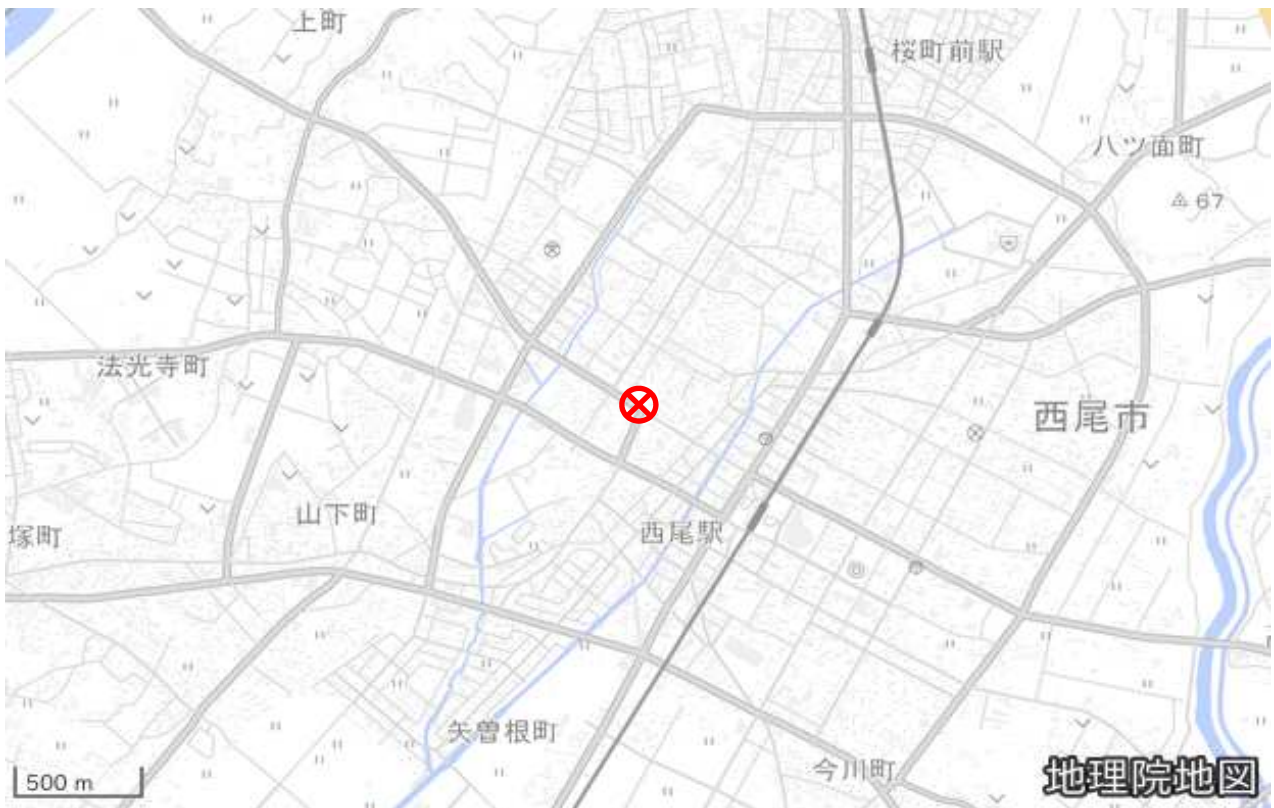 上町
桜町前駅
八ツ面町
67
法光寺町
西尾市
山下町
塚町
西尾駅
矢曽根町
今川町
500 m
地理院地図